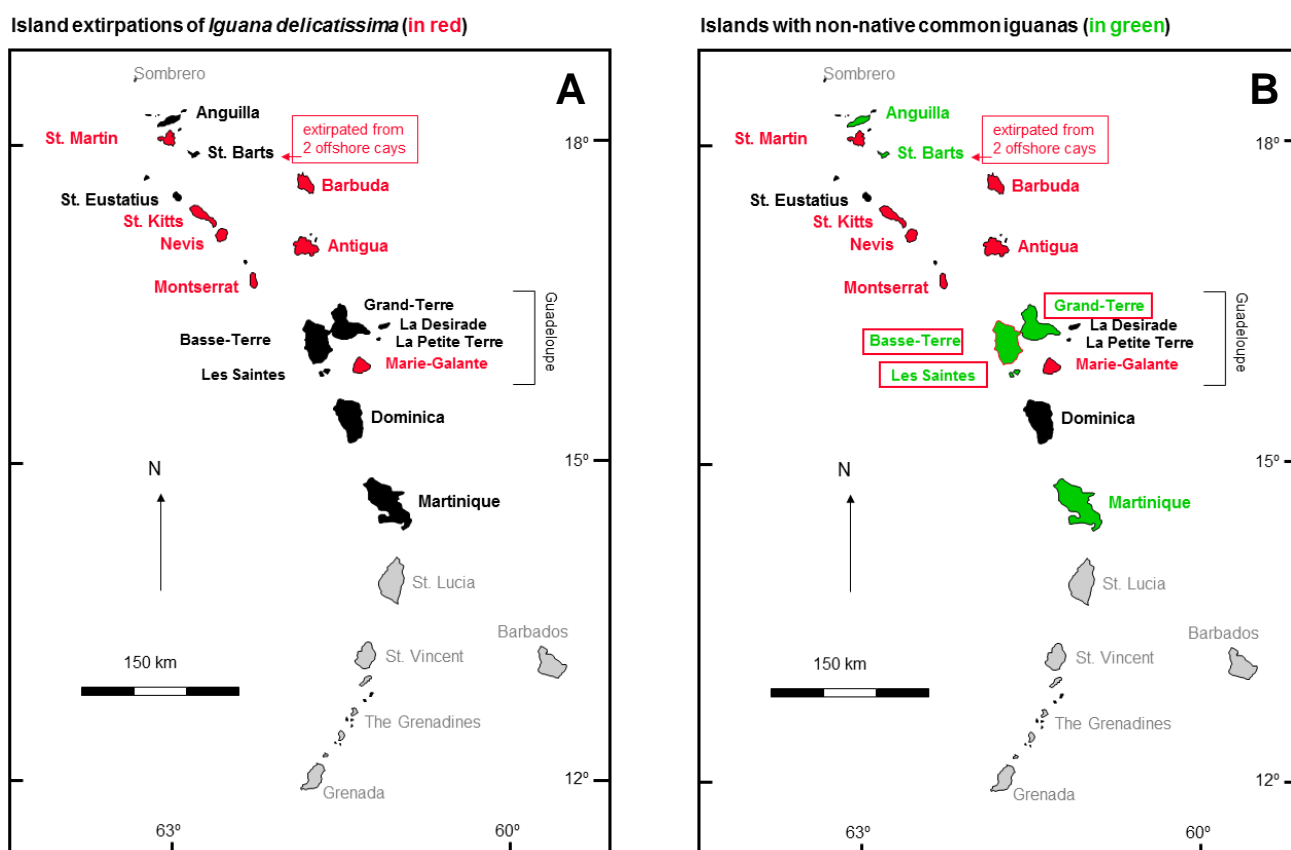 Island extirpations of Iguana delicatissima (in red)
A
Sombrero
Anguilla
St. Martin
extirpated from
2 offshore cays
18º
St. Barts
Barbuda
St. Eustatius
St. Kitts
Nevis
Antigua
Montserrat
Grand-Terre
Guadeloupe
La Desirade
Basse-Terre
La Petite Terre
Marie-Galante
Les Saintes
Dominica
15º
N
Martinique
St. Lucia
Barbados
150 km
St. Vincent
The Grenadines
12º
Grenada
63º
60º
Islands with non-native common iguanas (in green)
B
Sombrero
Anguilla
St. Martin
extirpated from
2 offshore cays
18º
St. Barts
Barbuda
St. Eustatius
St. Kitts
Nevis
Antigua
Montserrat
Grand-Terre
Guadeloupe
La Desirade
Basse-Terre
La Petite Terre
Marie-Galante
Les Saintes
Dominica
15º
N
Martinique
St. Lucia
Barbados
150 km
St. Vincent
The Grenadines
12º
Grenada
63º
60º